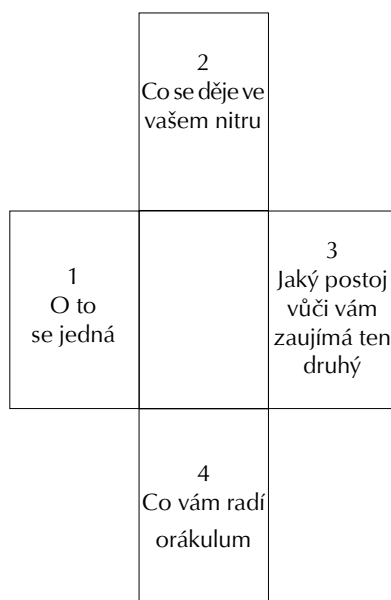 2
Co se děje ve
vašem nitru
1
O to
se jedná
3
Jaký postoj
vůči vám
zaujímá ten
druhý
4
Co vám radí
orákulum